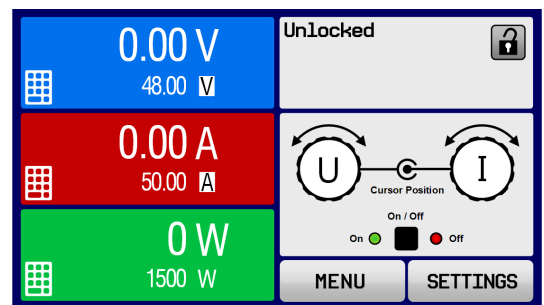 0.00 V
48.00 V
0.00 A
50.00 A
0 W
1500 W
Unlocked
U
I
Cursor Position
On / Off
On
Off
MENU
SETTINGS